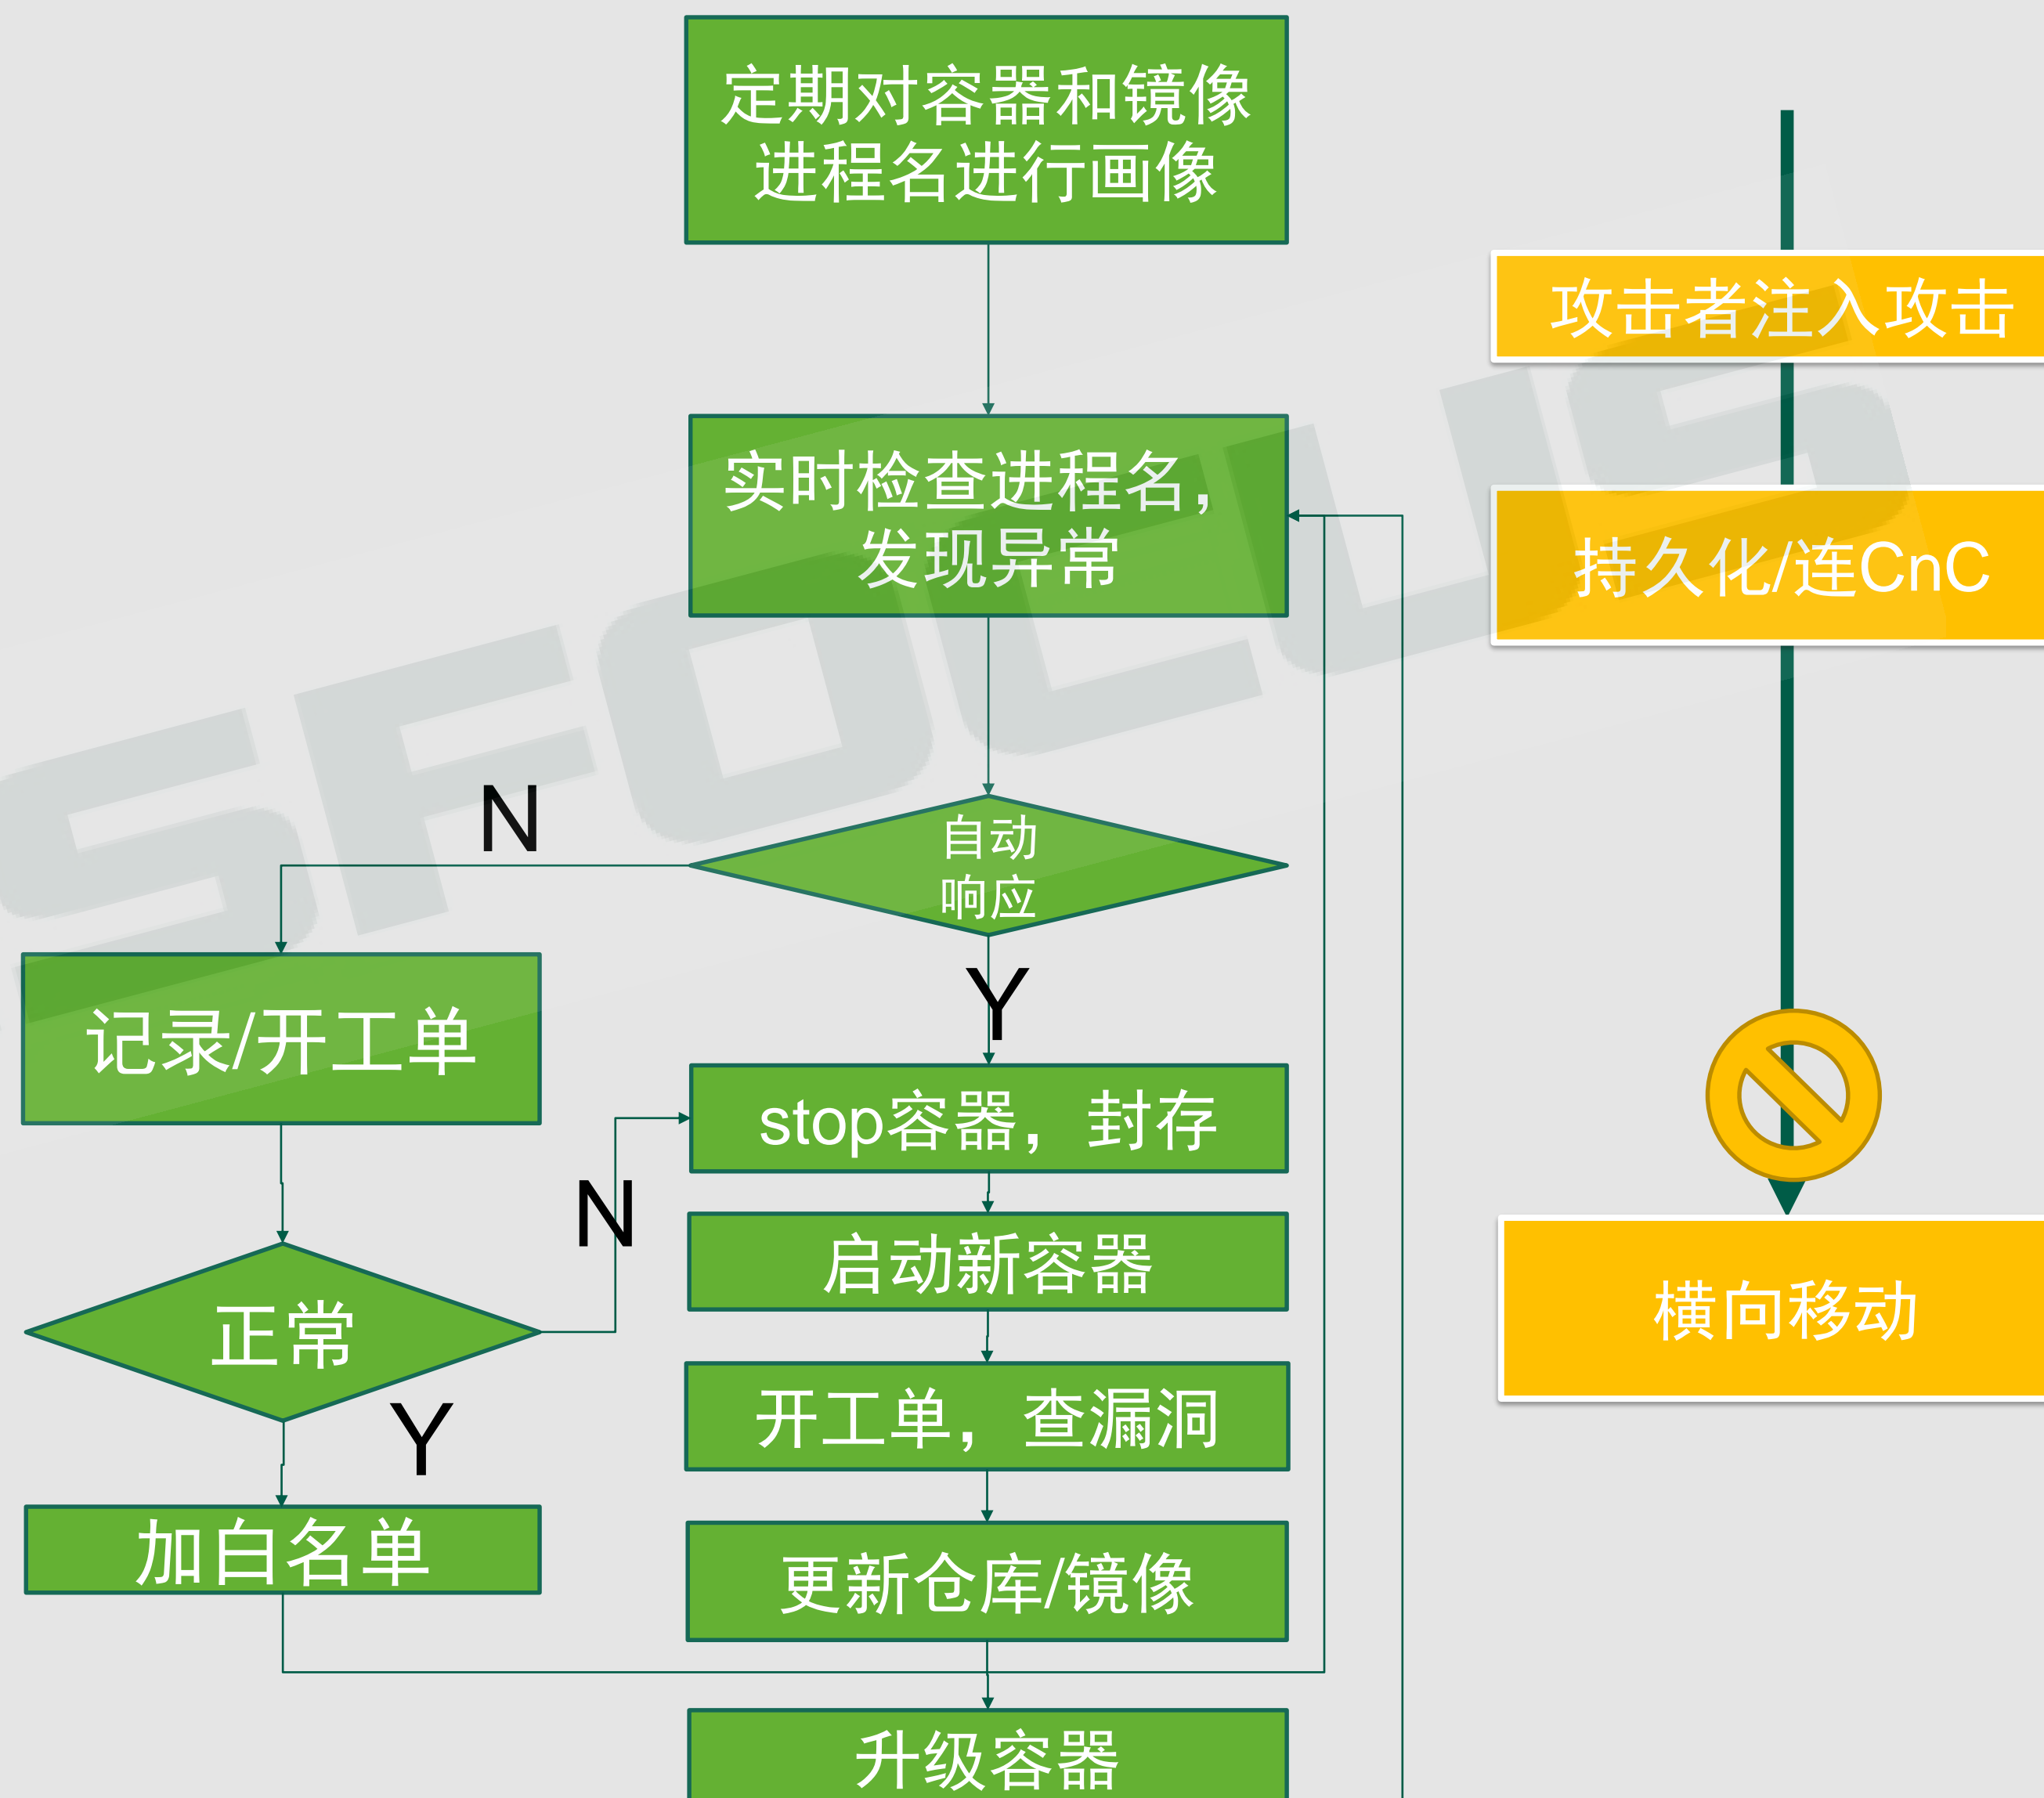 定期对容器和镜像
进程名进行画像
实时检查进程名，
发现异常
自动
响应
N
Y
记录/开工单
正常
N
Y
加白名单
stop容器，封存
启动新容器
开工单，查漏洞
更新仓库/镜像
升级容器
攻击者注入攻击
持久化/连CnC
横向移动
SFOCUS